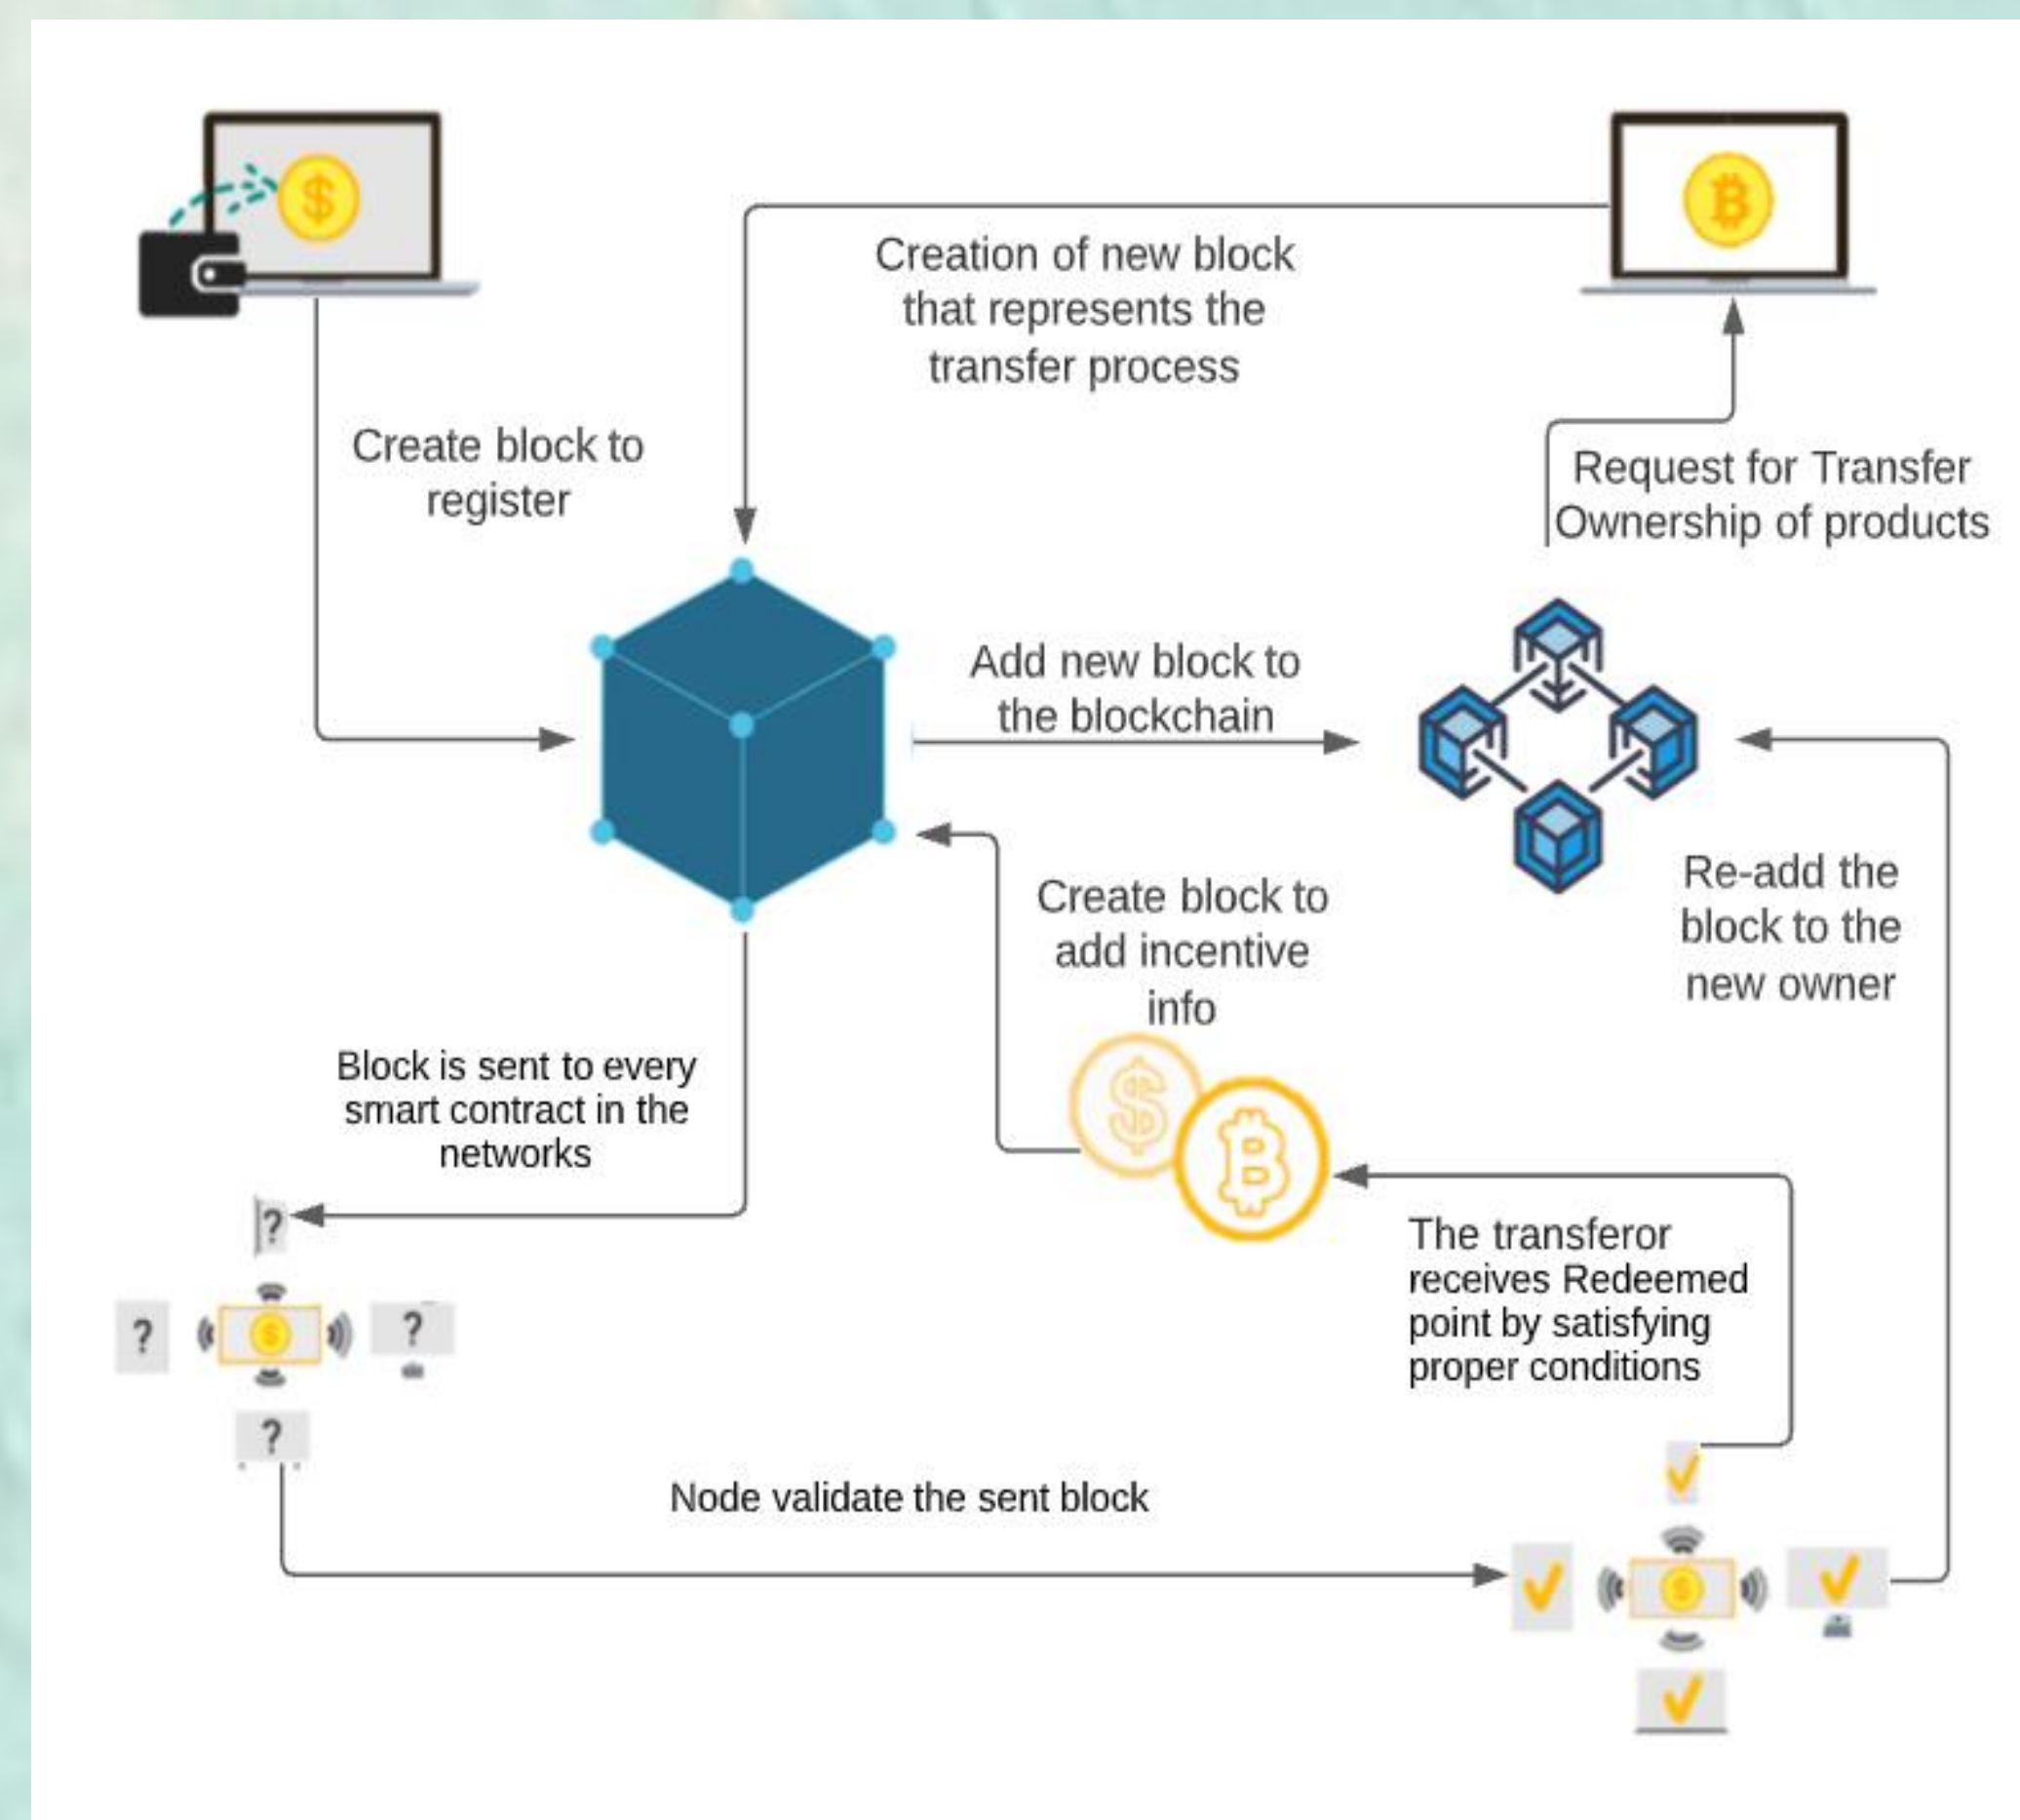 Creation of new block
that represents the
transfer process
Create block to
register
Request for Transfer
Ownership of products
Add new block to
the blockchain
Create block to
add incentive
info
Re-add the
block to the
new owner
Block is sent to every
smart contract in the
networks
The transferor
receives Redeemed
point by satisfying
proper conditions
Node validate the sent block
$
?
?
?
?
$
$
$